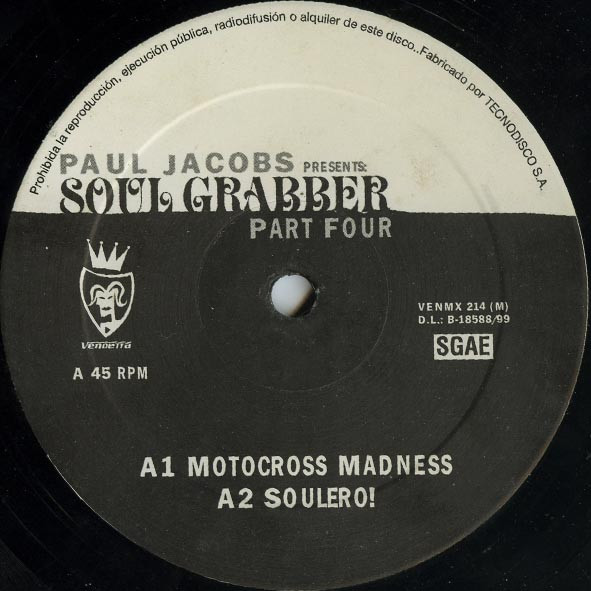 Prohibida la reproducción, ejecución pública, radiodifusión o alquiler de este disco..Fabricado por TECNODISCO S.A.
PAUL JACOBS PRESENTS:
SOUL GRABBER
PART FOUR
VENMX 214 (M)
D.L.: B-18588/99
SGAE
Vendetta
A 45 RPM
A1 MOTOCROSS MADNESS
A2 SOULERO!